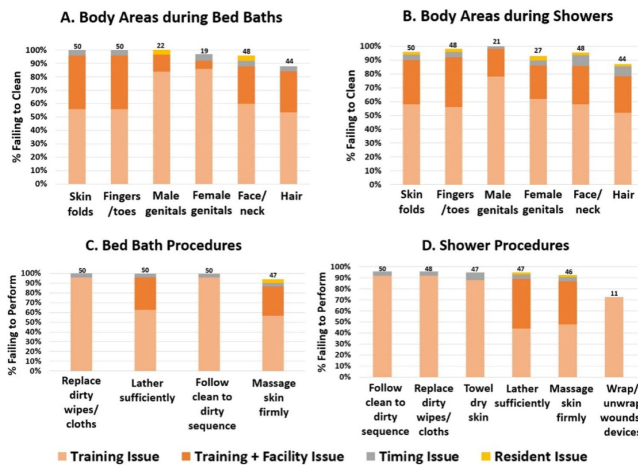 A. Body Areas during Bed Baths
% Failing to Clean
100%
90%
80%
70%
60%
50%
40%
30%
20%
10%
0%
50
50
22
19
48
44
Skin folds
Fingers /toes
Male genitals
Female genitals
Face/ neck
Hair
B. Body Areas during Showers
% Failing to Clean
100%
90%
80%
70%
60%
50%
40%
30%
20%
10%
0%
50
48
21
27
48
44
Skin folds
Fingers/ toes
Male genitals
Female genitals
Face/ neck
Hair
C. Bed Bath Procedures
% Failing to Perform
100%
90%
80%
70%
60%
50%
40%
30%
20%
10%
0%
50
50
50
47
Replace dirty wipes/ cloths
Lather sufficiently
Follow clean to dirty sequence
Massage skin firmly
D. Shower Procedures
% Failing to Perform
100%
90%
80%
70%
60%
50%
40%
30%
20%
10%
0%
50
48
47
47
46
11
Follow clean to dirty sequence
Replace dirty wipes/ cloths
Towel dry skin
Lather sufficiently
Massage skin firmly
Wrap/ unwrap wounds/ devices
Training Issue
Training + Facility Issue
Timing Issue
Resident Issue